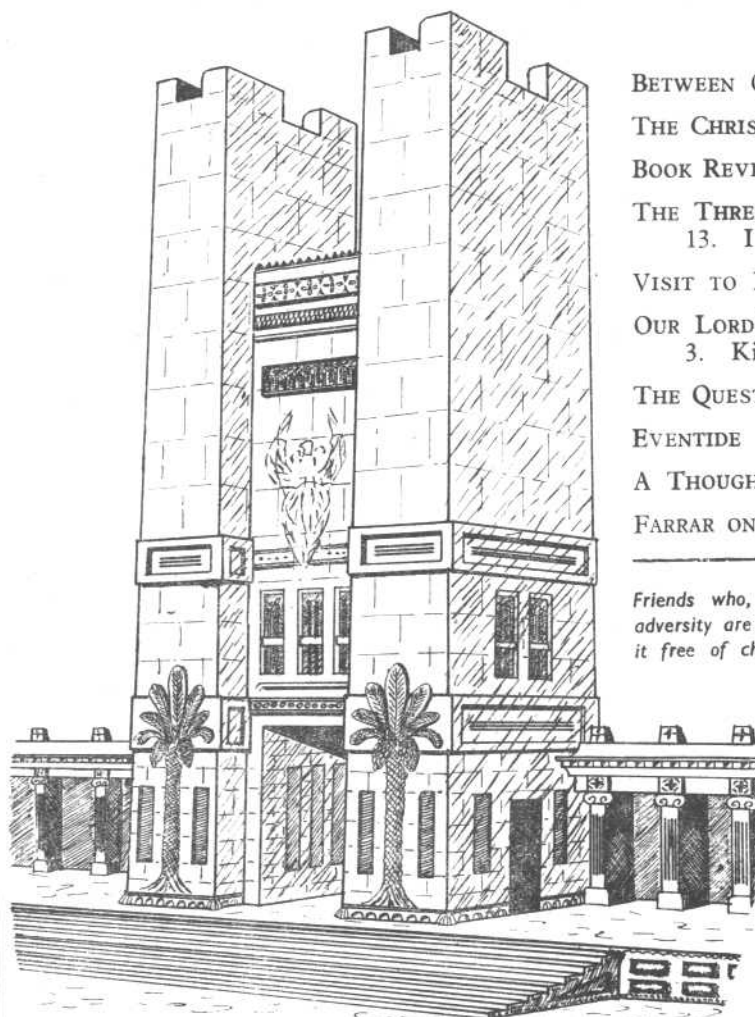 BETWEEN
THE CHRIS
BOOK REVI
THE THRE
13. I
VISIT TO
OUR LORD
3. Ki
THE QUEST
EVENTIDE
A THOUGH
FARRAR ON
Friends who,
adversity are
it free of ch